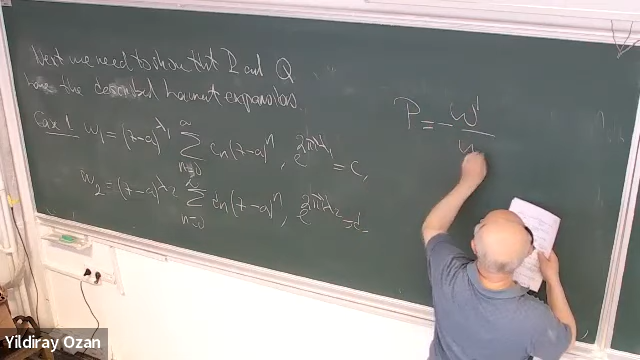 Next we need to show that P and Q
have the described Laurent expansions.
Case 1 w₁ = (z-a)^{λ₁} ∑_{n=0}^{∞} cₙ(z-a)ⁿ, e^{2πiλ₁} = c,
w₂ = (z-a)^{λ₂} ∑_{n=0}^{∞} dₙ(z-a)ⁿ, e^{2πiλ₂} = d.
P = - W'
Yildiray Ozan